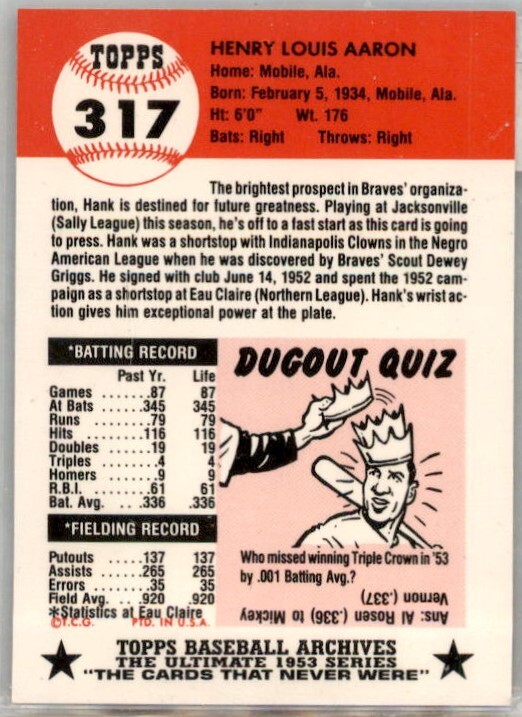 TOPPS
317
HENRY LOUIS AARON
Home: Mobile, Ala.
Born: February 5, 1934, Mobile, Ala.
Ht: 6'0" Wt. 176
Bats: Right Throws: Right
The brightest prospect in Braves' organiza-
tion, Hank is destined for future greatness. Playing at Jacksonville
(Sally League) this season, he's off to a fast start as this card is going
to press. Hank was a shortstop with Indianapolis Clowns in the Negro
American League when he was discovered by Braves' Scout Dewey
Griggs. He signed with club June 14, 1952 and spent the 1952 cam-
paign as a shortstop at Eau Claire (Northern League). Hank's wrist ac-
tion gives him exceptional power at the plate.
*BATTING RECORD
Past Yr. Life
Games ......87 87
At Bats ....345 345
Runs .......79 79
Hits .......116 116
Doubles ....19 19
Triples .....4 4
Homers .....9 9
R.B.I. ......61 61
Bat. Avg. ...336 .336
*FIELDING RECORD
Putouts ....137 137
Assists ....265 265
Errors .....35 35
Field Avg. ...920 .920
*Statistics at Eau Claire
©T.C.G. PTD. IN U.S.A.
DUGOUT QUIZ
Who missed winning Triple Crown in '53
by .001 Batting Avg.?
Ans: Al Rosen (.336) to Mickey
Vernon (.337)
TOPPS BASEBALL ARCHIVES
THE ULTIMATE 1953 SERIES
"THE CARDS THAT NEVER WERE"